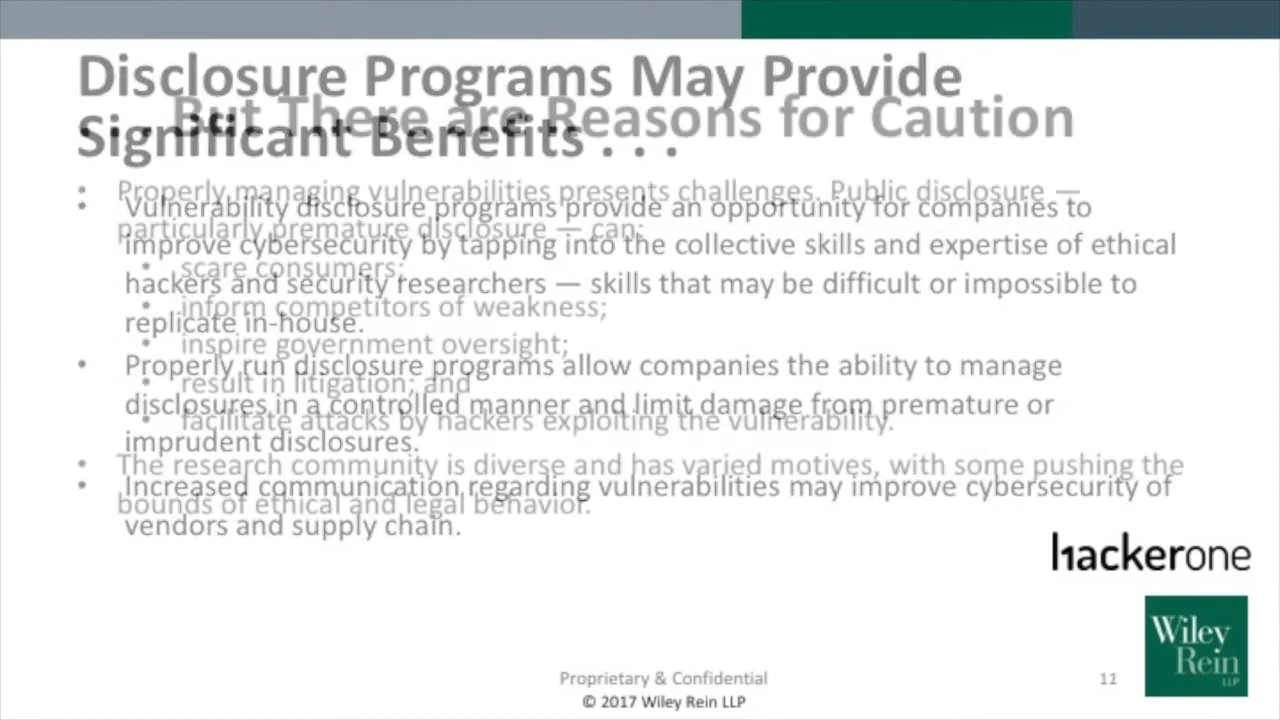 Disclosure Programs May Provide
Significant Benefits . . .
. . . But There are Reasons for Caution
• Vulnerability disclosure programs provide an opportunity for companies to
improve cybersecurity by tapping into the collective skills and expertise of ethical
hackers and security researchers — skills that may be difficult or impossible to
replicate in-house.
• Properly run disclosure programs allow companies the ability to manage
disclosures in a controlled manner and limit damage from premature or
imprudent disclosures.
• Increased communication regarding vulnerabilities may improve cybersecurity of
vendors and supply chain.
• Properly managing vulnerabilities presents challenges. Public disclosure —
particularly premature disclosure — can:
• scare consumers;
• inform competitors of weakness;
• inspire government oversight;
• result in litigation; and
• facilitate attacks by hackers exploiting the vulnerability.
• The research community is diverse and has varied motives, with some pushing the
bounds of ethical and legal behavior.
hackerone
Wiley
Rein
LLP
Proprietary & Confidential
© 2017 Wiley Rein LLP